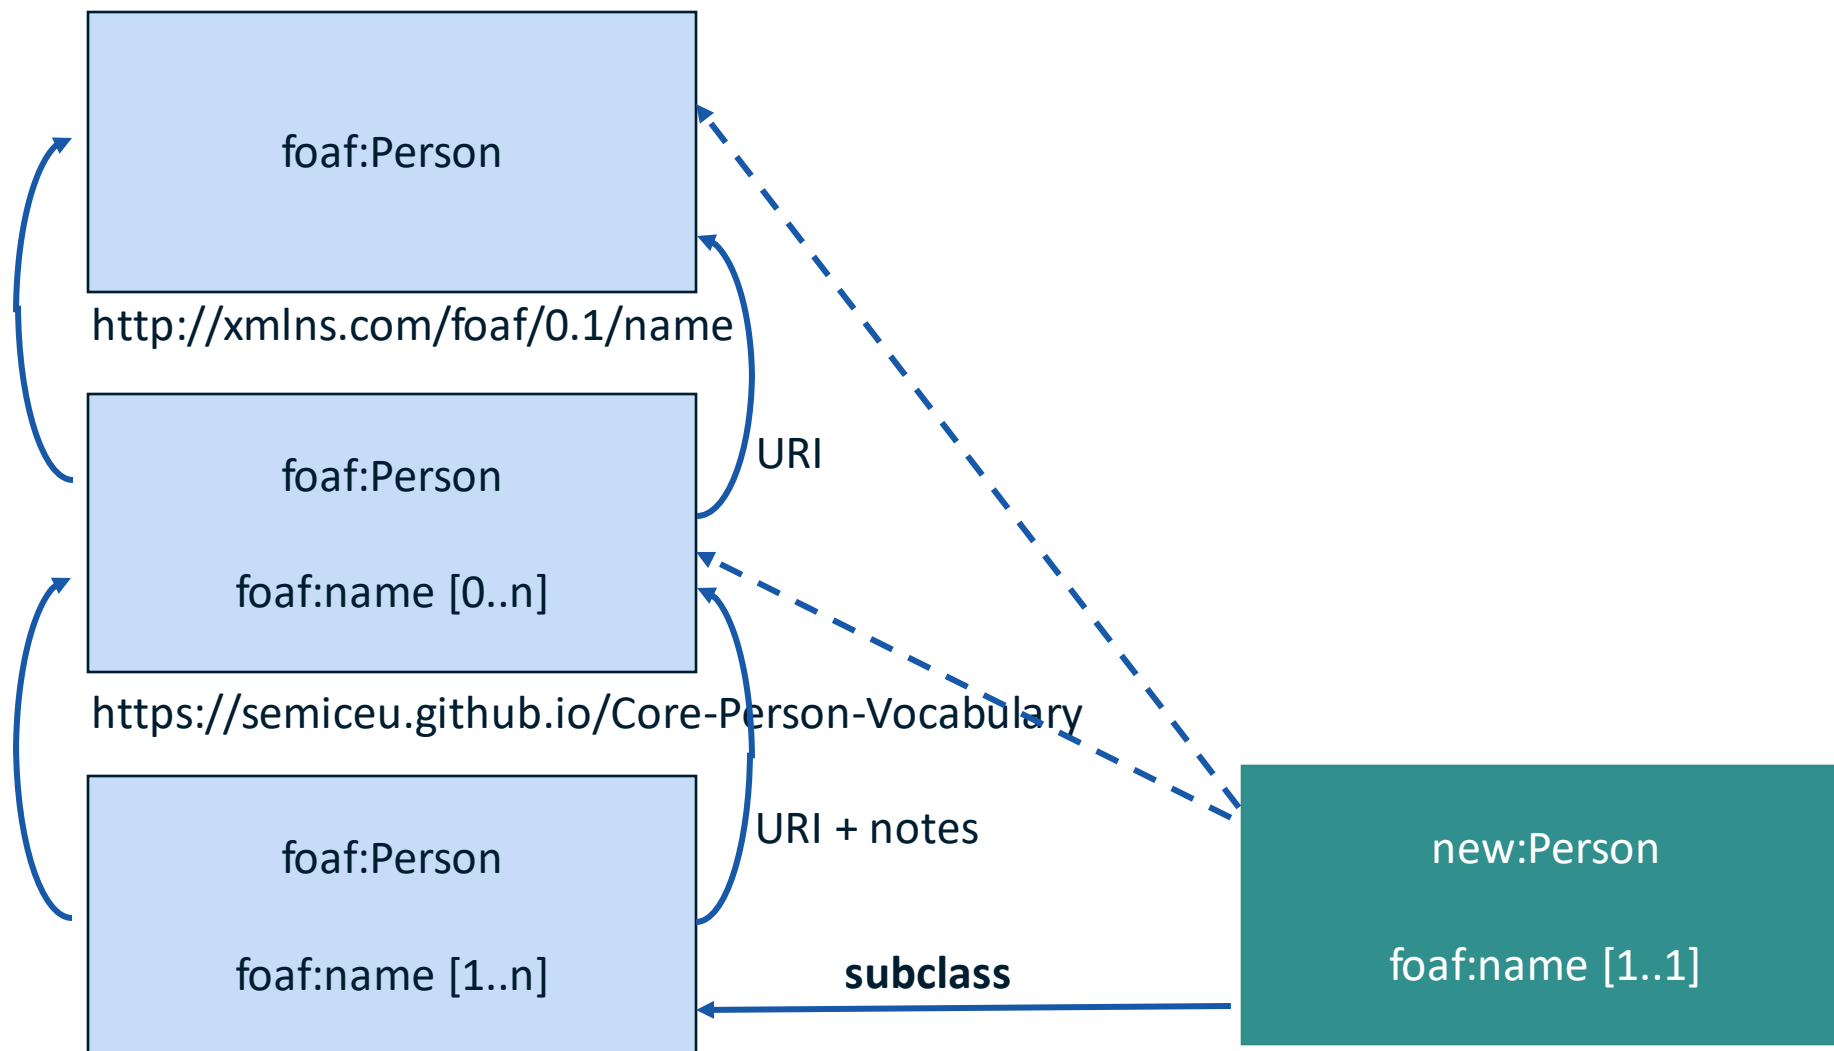 foaf:Person
http://xmlns.com/foaf/0.1/name
foaf:Person
URI
foaf:name [0..n]
https://semiceu.github.io/Core-Person-Vocabulary
foaf:Person
URI + notes
foaf:name [1..n]
subclass
new:Person
foaf:name [1..1]